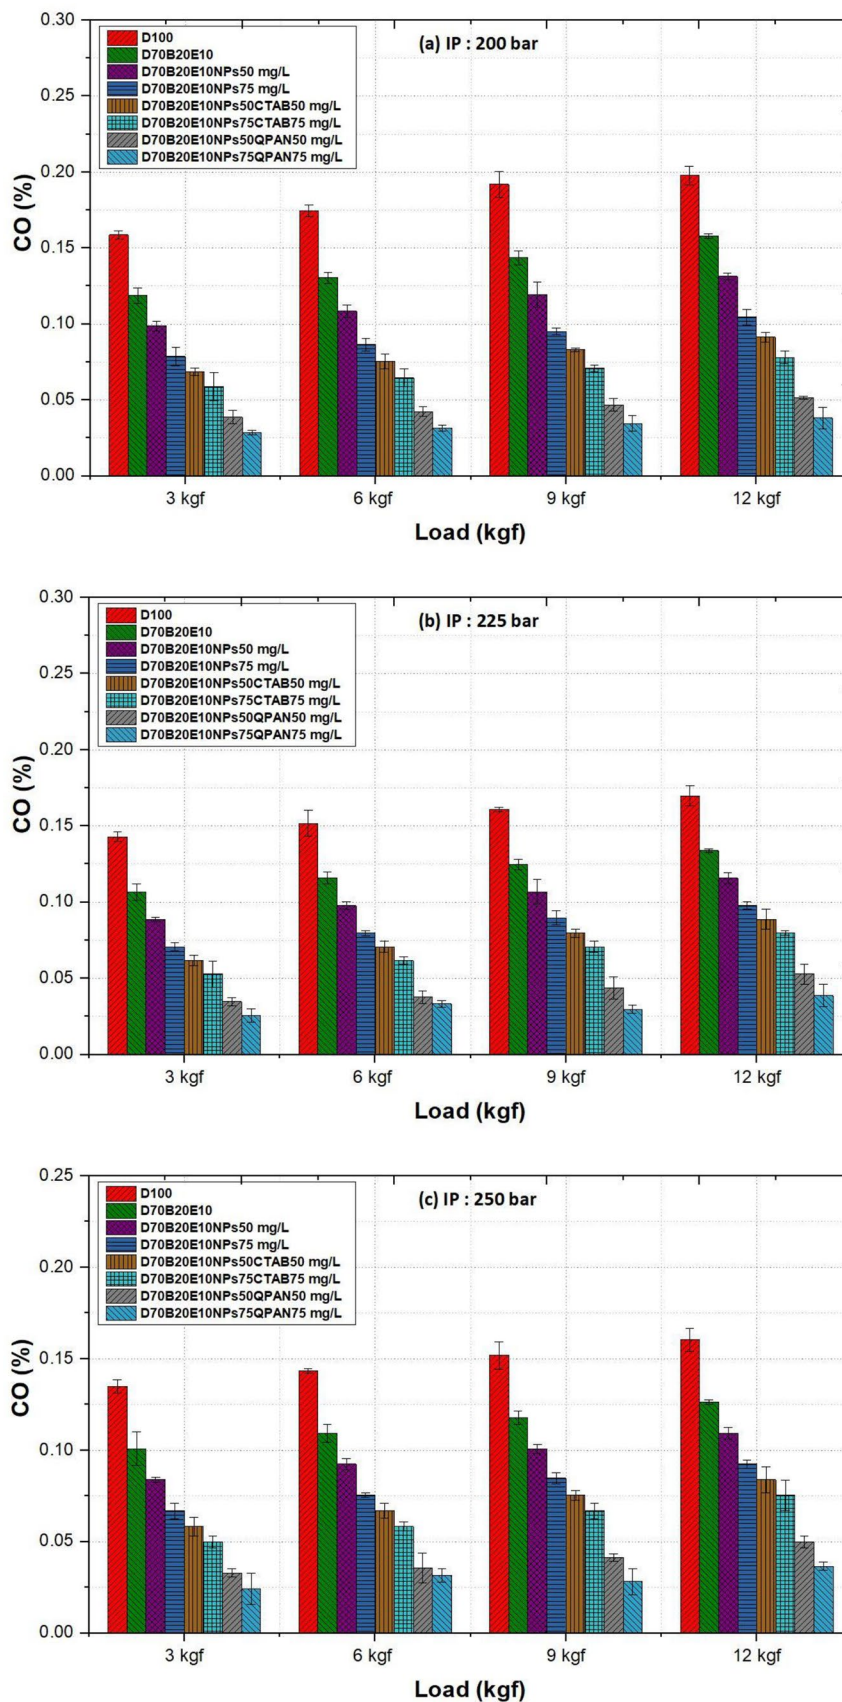 (a) IP : 200 bar
D100
D70B20E10
D70B20E10NPs50 mg/L
D70B20E10NPs75 mg/L
D70B20E10NPs50CTAB50 mg/L
D70B20E10NPs75CTAB75 mg/L
D70B20E10NPs50QPAN50 mg/L
D70B20E10NPs75QPAN75 mg/L
CO (%)
0.30
0.25
0.20
0.15
0.10
0.05
0.00
3 kgf 6 kgf 9 kgf 12 kgf
Load (kgf)
(b) IP : 225 bar
D100
D70B20E10
D70B20E10NPs50 mg/L
D70B20E10NPs75 mg/L
D70B20E10NPs50CTAB50 mg/L
D70B20E10NPs75CTAB75 mg/L
D70B20E10NPs50QPAN50 mg/L
D70B20E10NPs75QPAN75 mg/L
CO (%)
0.30
0.25
0.20
0.15
0.10
0.05
0.00
3 kgf 6 kgf 9 kgf 12 kgf
Load (kgf)
(c) IP : 250 bar
D100
D70B20E10
D70B20E10NPs50 mg/L
D70B20E10NPs75 mg/L
D70B20E10NPs50CTAB50 mg/L
D70B20E10NPs75CTAB75 mg/L
D70B20E10NPs50QPAN50 mg/L
D70B20E10NPs75QPAN75 mg/L
CO (%)
0.25
0.20
0.15
0.10
0.05
0.00
3 kgf 6 kgf 9 kgf 12 kgf
Load (kgf)